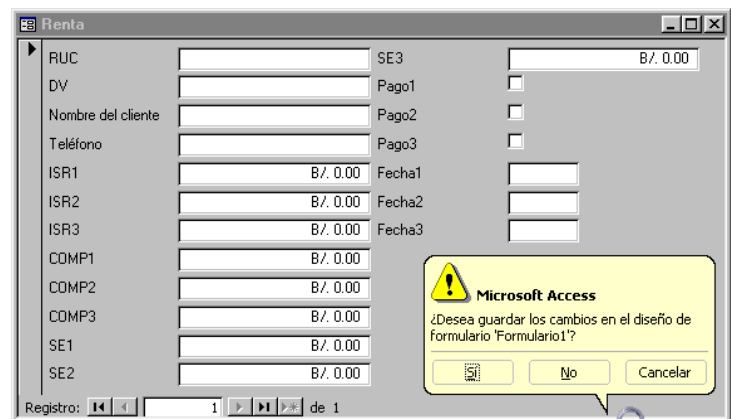 Renta
RUC
DV
Nombre del cliente
Teléfono
ISR1 B/. 0.00
ISR2 B/. 0.00
ISR3 B/. 0.00
COMP1 B/. 0.00
COMP2 B/. 0.00
COMP3 B/. 0.00
SE1 B/. 0.00
SE2 B/. 0.00
SE3 B/. 0.00
Pago1
Pago2
Pago3
Fecha1
Fecha2
Fecha3
Microsoft Access
¿Desea guardar los cambios en el diseño de
formulario 'Formulario1'?
Sí No Cancelar
Registro: 1 de 1